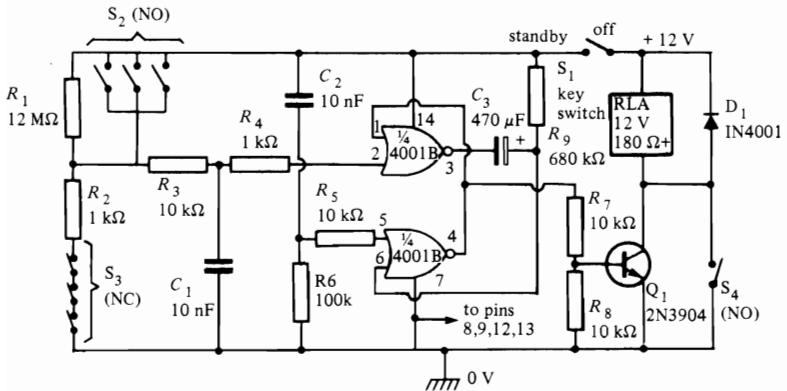 S2 (NO)
standby
off
+ 12 V
R1
12 MΩ
C2
10 nF
C3
470 µF
+
S1
key
switch
RLA
12 V
180 Ω+
D1
IN4001
R4
1 kΩ
1
14
¼
4001B
2
3
R9
680 kΩ
R2
1 kΩ
R3
10 kΩ
R5
10 kΩ
5
4
¼
4001B
6
7
R7
10 kΩ
S3
(NC)
C1
10 nF
R6
100k
to pins
8,9,12,13
R8
10 kΩ
Q1
2N3904
S4
(NO)
0 V